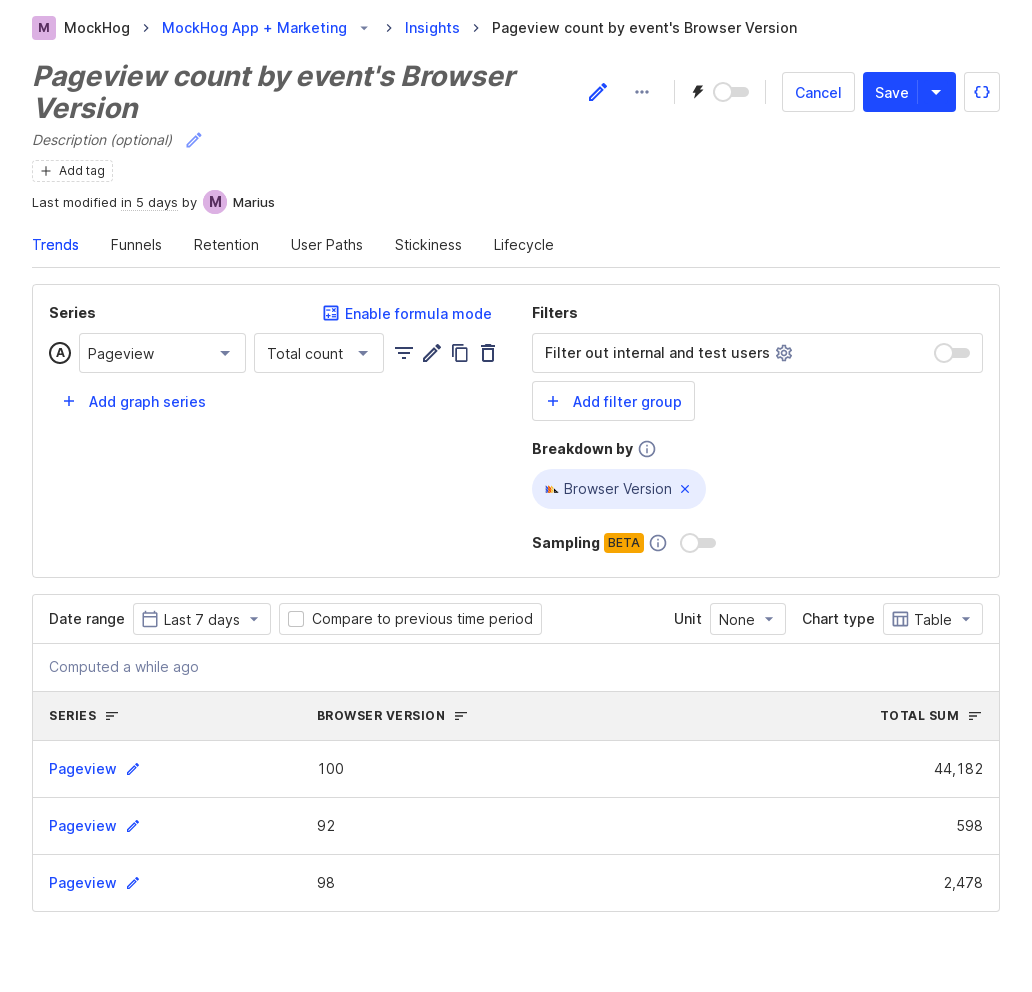 M MockHog > MockHog App + Marketing > Insights > Pageview count by event's Browser Version
Pageview count by event's Browser
Version
Cancel
Save
Description (optional)
Add tag
Last modified in 5 days by M Marius
Trends Funnels Retention User Paths Stickiness Lifecycle
Series
Enable formula mode
A Pageview Total count
Add graph series
Filters
Filter out internal and test users
Add filter group
Breakdown by
Browser Version
Sampling BETA
Date range Last 7 days Compare to previous time period Unit None Chart type Table
Computed a while ago
SERIES BROWSER VERSION TOTAL SUM
Pageview 100 44,182
Pageview 92 598
Pageview 98 2,478